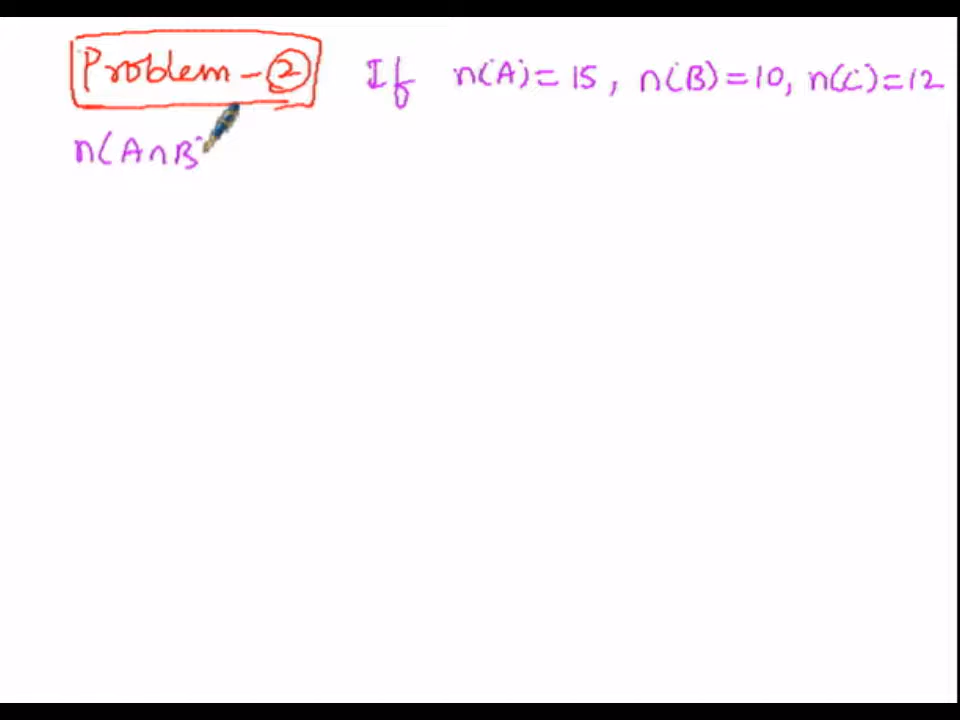 Problem - 2 If n(A) = 15, n(B) = 10, n(C) = 12
n(A∩B